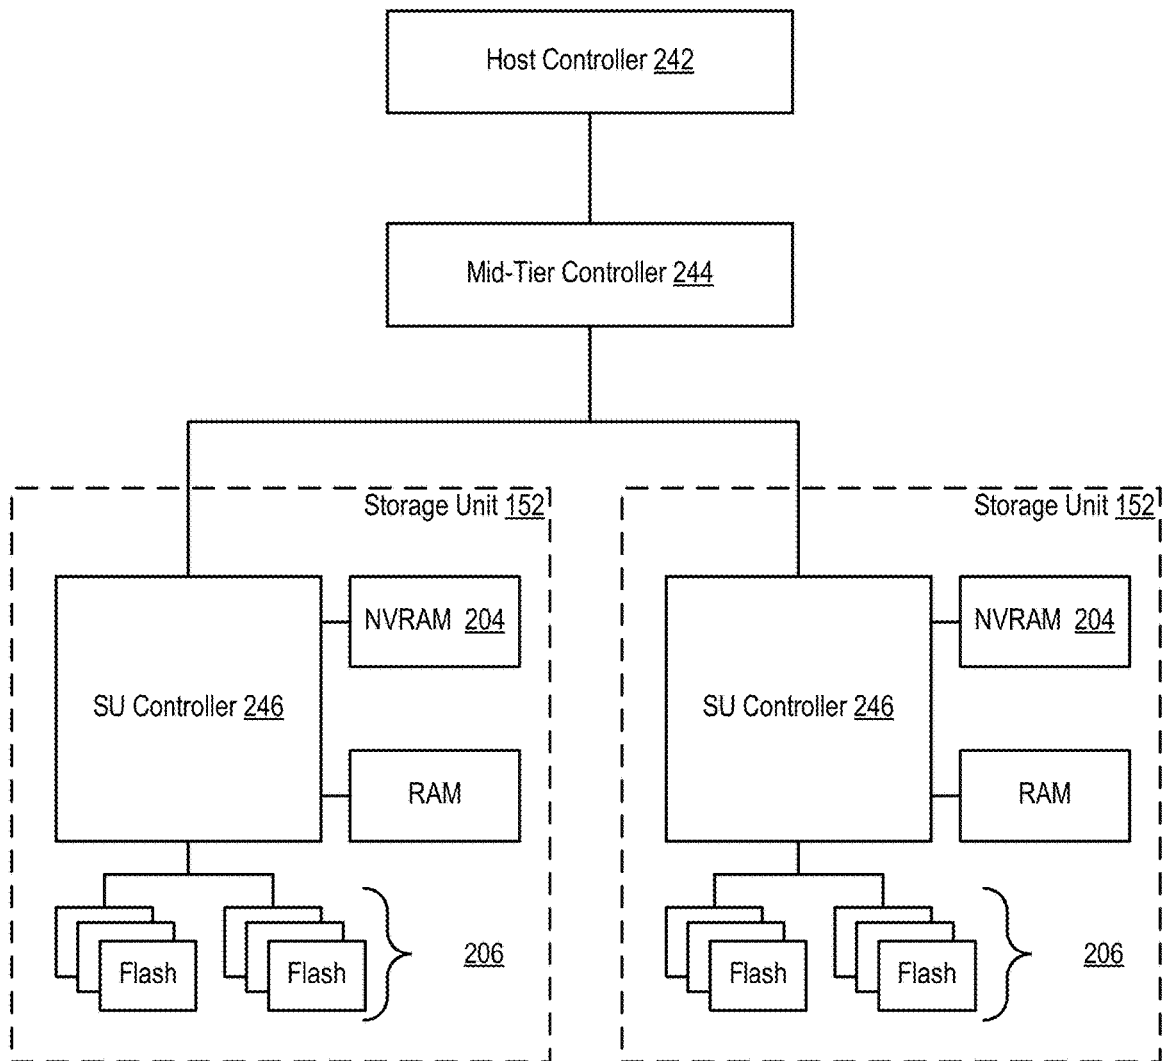 Host Controller 242
Mid-Tier Controller 244
Storage Unit 152
Storage Unit 152
NVRAM 204
NVRAM 204
SU Controller 246
SU Controller 246
RAM
RAM
Flash
Flash
206
Flash
Flash
206